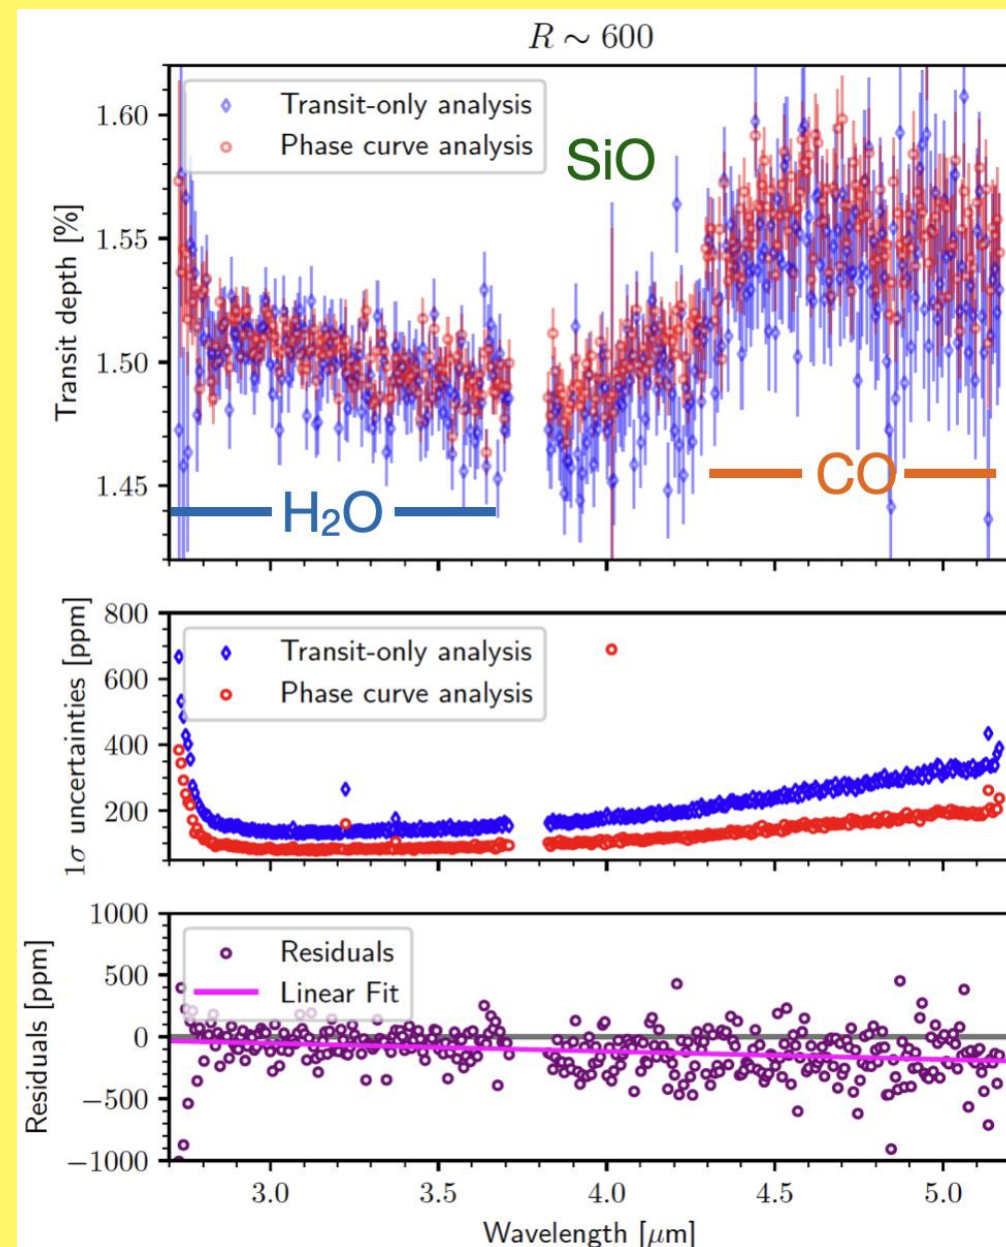 R ∼ 600
Transit-only analysis
Phase curve analysis
SiO
1.60
1.55
1.50
1.45
Transit depth [%]
H₂O
CO
800
600
400
200
1σ uncertainties [ppm]
Transit-only analysis
Phase curve analysis
1000
500
0
−500
−1000
Residuals [ppm]
Residuals
Linear Fit
3.0 3.5 4.0 4.5 5.0
Wavelength [μm]